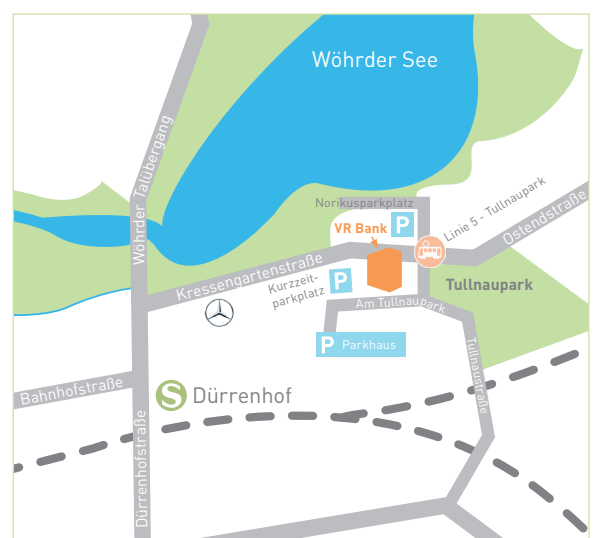 Wöhrder See
Wöhrder Talübergang
Norikusparkplatz
P
VR Bank
Linie 5 - Tullnaupark
Ostendstraße
Kressengartenstraße
Kurzzeit-
parkplatz
P
Tullnaupark
Am Tullnaupark
P Parkhaus
Tullnaustraße
Bahnhofstraße
S Dürrenhof
Dürrenhofstraße